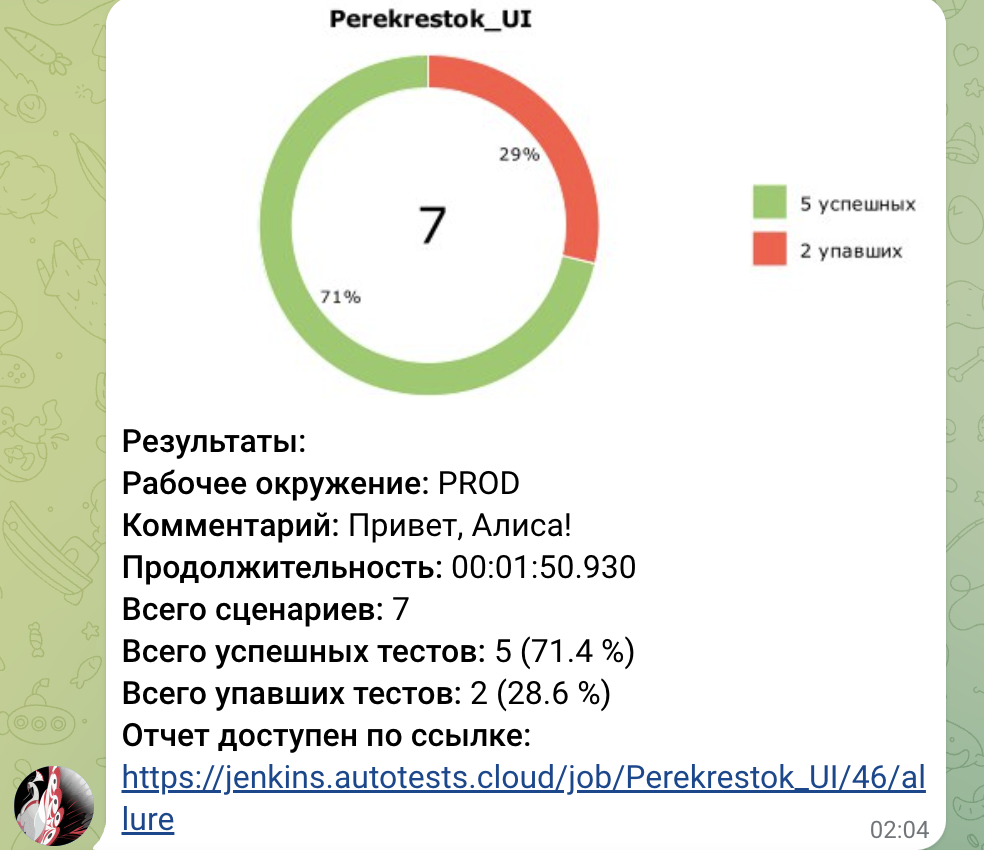 Perekrestok_UI
29%
7
71%
5 успешных
2 упавших
Результаты:
Рабочее окружение: PROD
Комментарий: Привет, Алиса!
Продолжительность: 00:01:50.930
Всего сценариев: 7
Всего успешных тестов: 5 (71.4 %)
Всего упавших тестов: 2 (28.6 %)
Отчет доступен по ссылке:
https://jenkins.autotests.cloud/job/Perekrestok_UI/46/al
lure
02:04